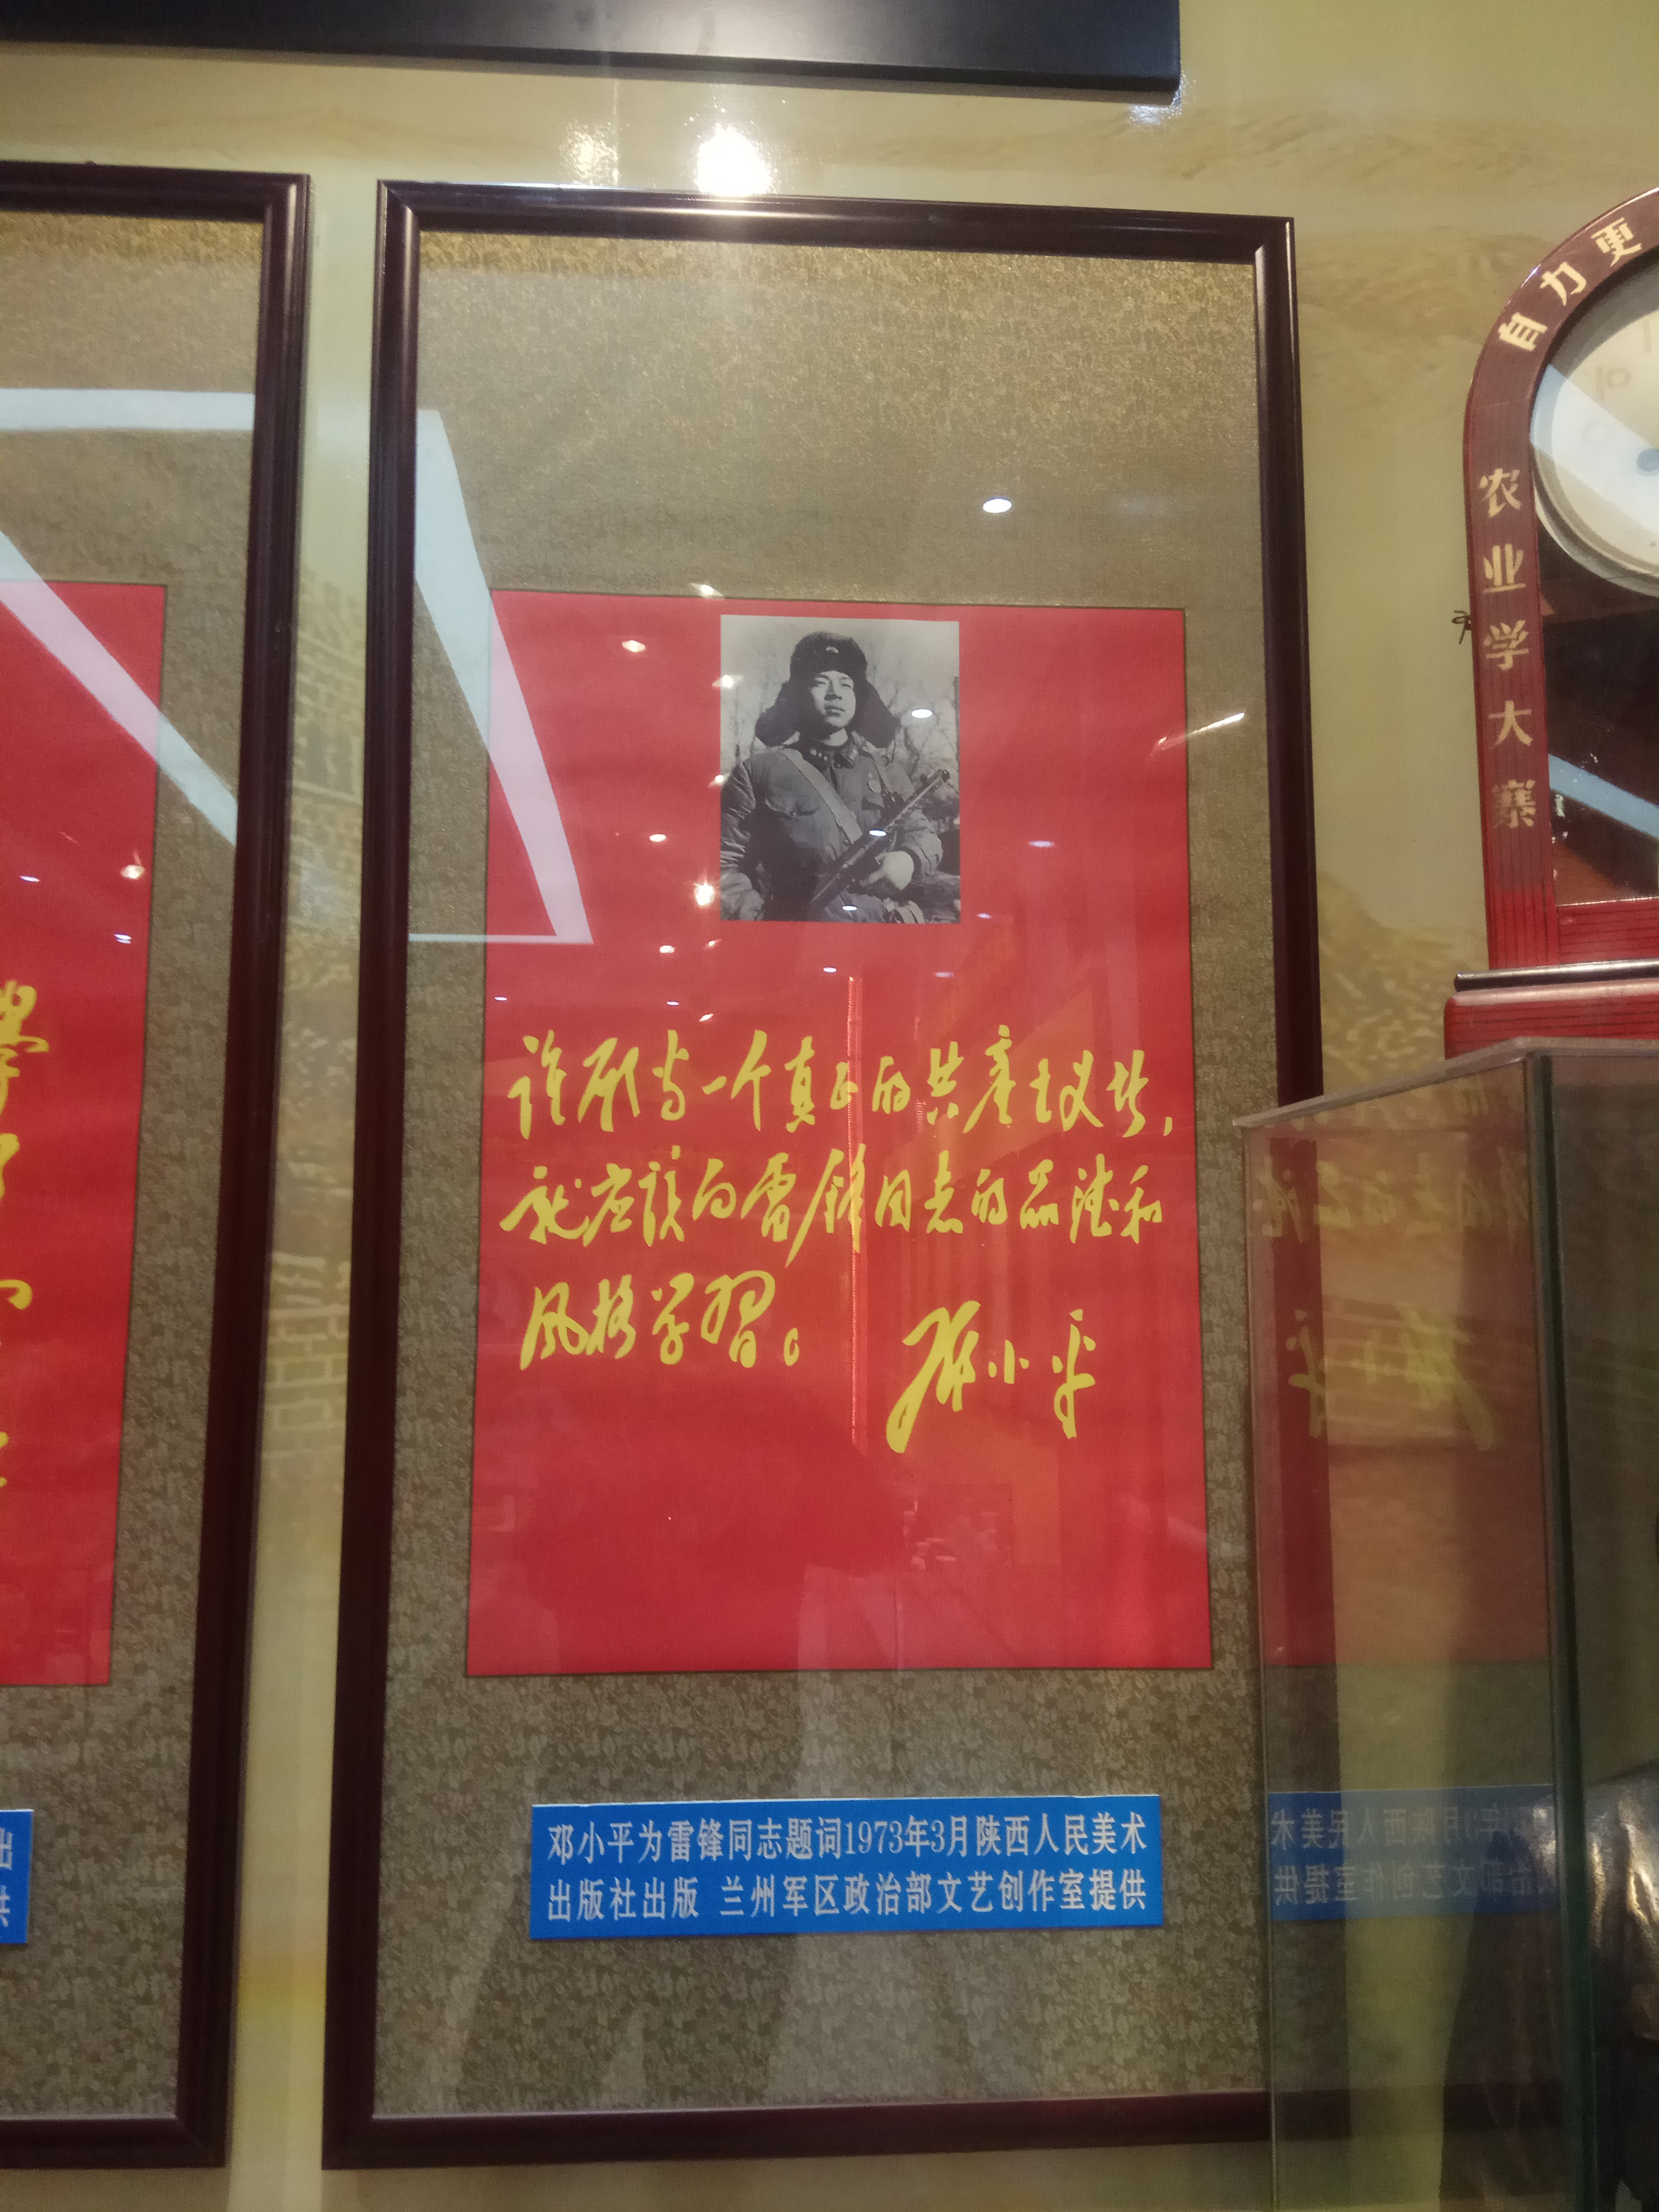 谁愿当一个真正的共产主义者，
就应该向雷锋同志的品德和
风格学习。
邓小平
邓小平为雷锋同志题词1973年3月陕西人民美术
出版社出版 兰州军区政治部文艺创作室提供
自力更
农业学大寨
出
供